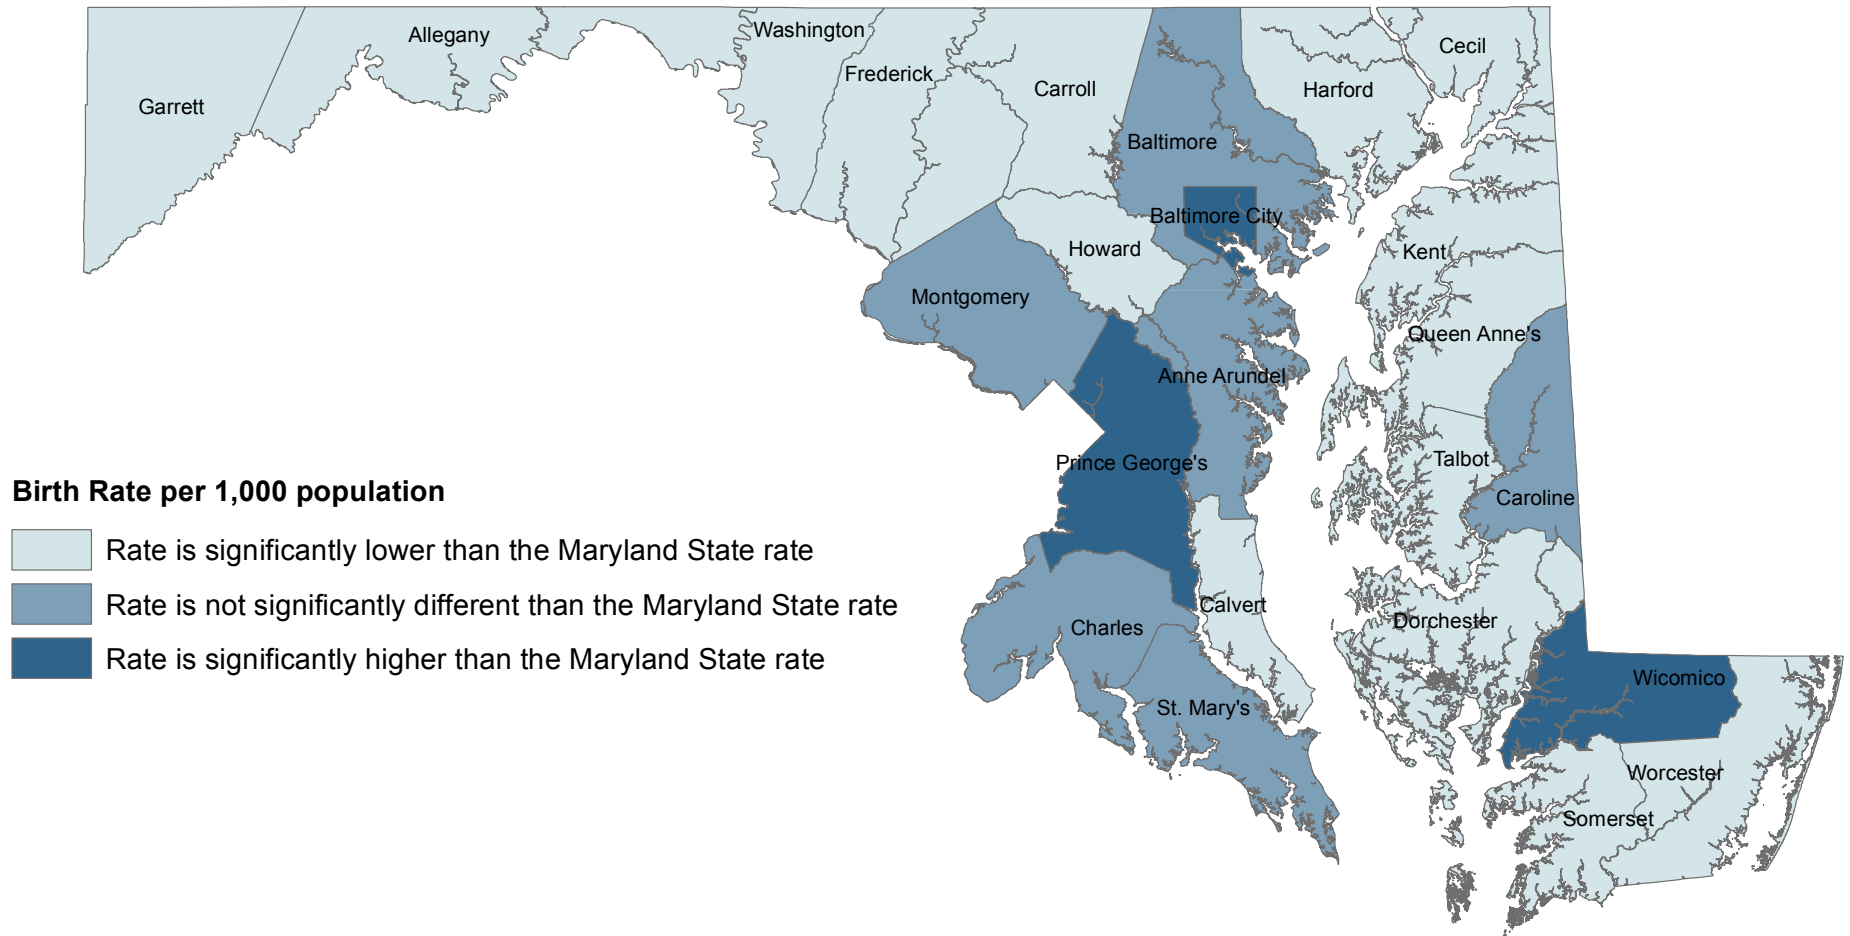 Allegany
Washington
Cecil
Frederick
Carroll
Harford
Garrett
Baltimore
Baltimore City
Howard
Kent
Montgomery
Queen Anne's
Anne Arundel
Talbot
Prince George's
Caroline
Birth Rate per 1,000 population
Rate is significantly lower than the Maryland State rate
Rate is not significantly different than the Maryland State rate
Rate is significantly higher than the Maryland State rate
Calvert
Dorchester
Charles
Wicomico
St. Mary's
Worcester
Somerset